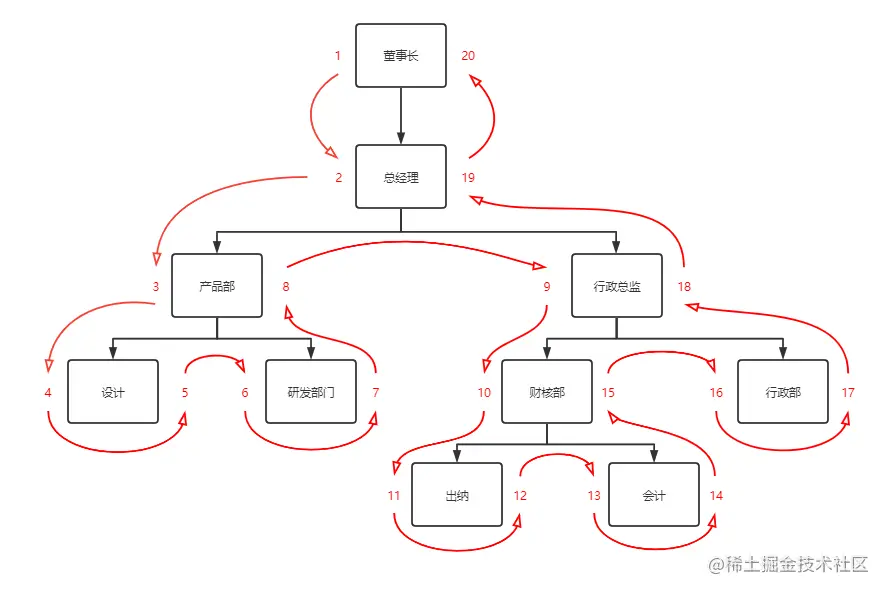 1 董事长 20
2 总经理 19
3 产品部 8 9 行政总监 18
4 设计 5 6 研发部门 7 10 财核部 15 16 行政部 17
11 出纳 12 13 会计 14
@稀土掘金技术社区